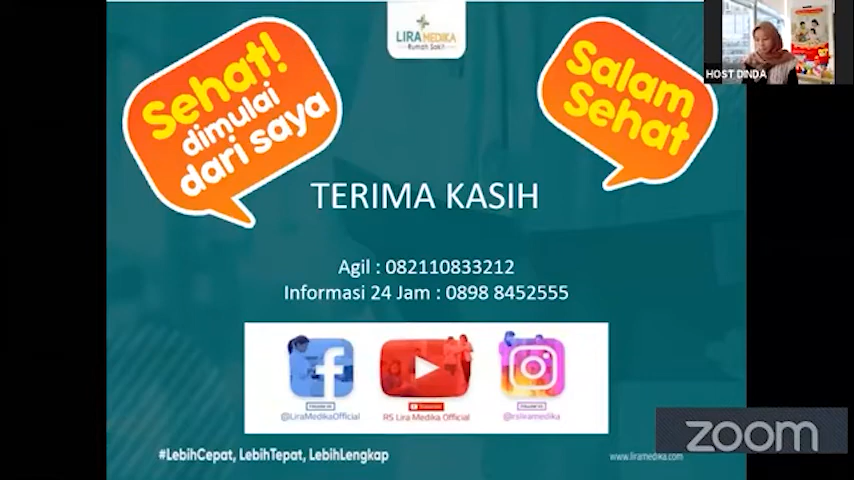 LIRA MEDIKA
Rumah Sakit
HOST DINDA
Sehat!
dimulai
dari saya
Salam
Sehat
TERIMA KASIH
Agil : 082110833212
Informasi 24 Jam : 0898 8452555
@LiraMedikaOfficial
RS Lira Medika Official
@rsliramedika
#LebihCepat, LebihTepat, LebihLengkap
www.liramedika.com
zoom